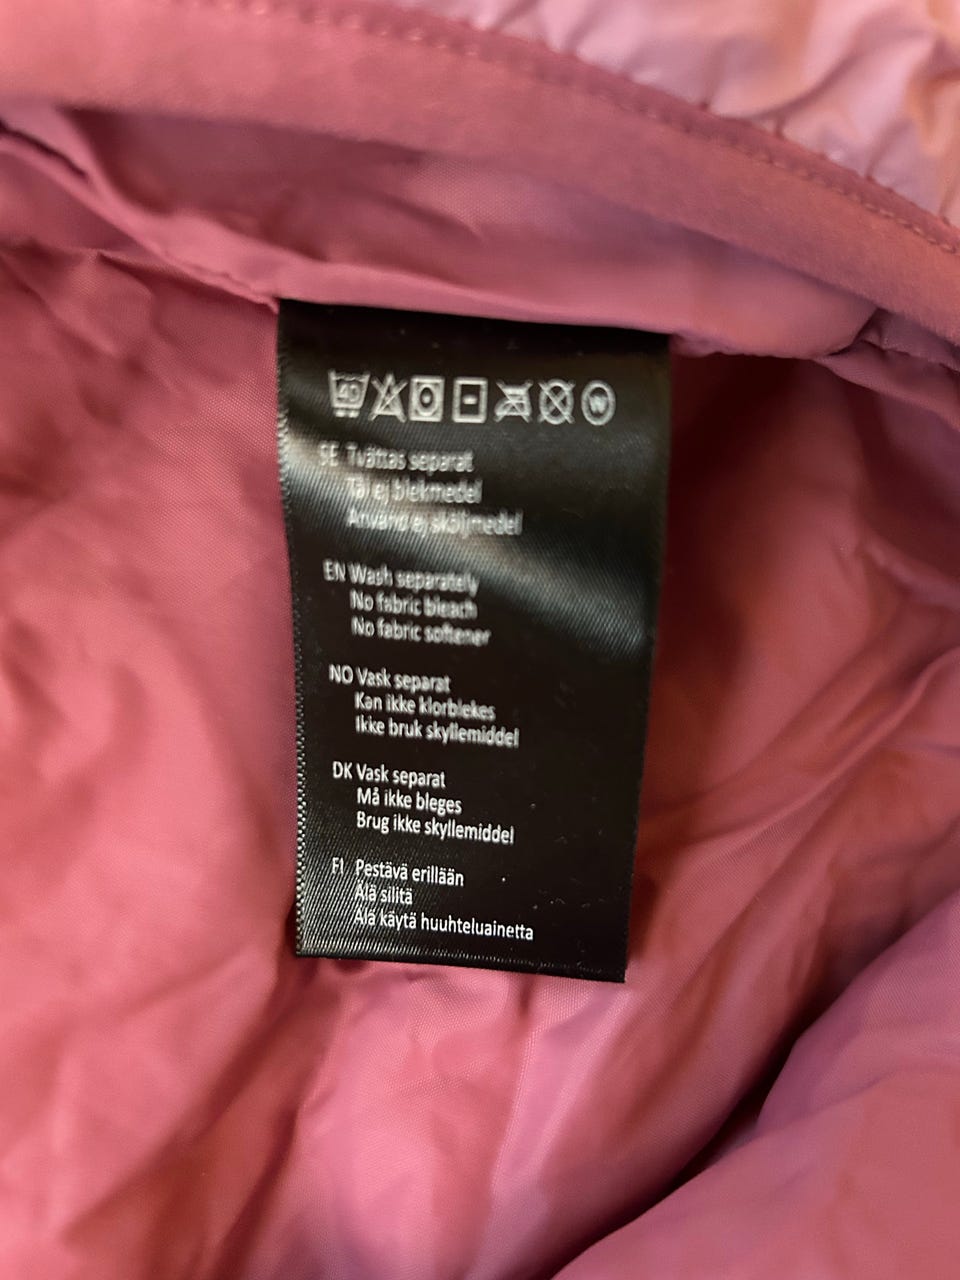 40
W
SE Tvättas separat
Tål ej blekmedel
Använd ej sköljmedel
EN Wash separately
No fabric bleach
No fabric softener
NO Vask separat
Kan ikke klorblekes
Ikke bruk skyllemiddel
DK Vask separat
Må ikke bleges
Brug ikke skyllemiddel
FI Pestävä erillään
Älä silitä
Älä käytä huuhteluainetta